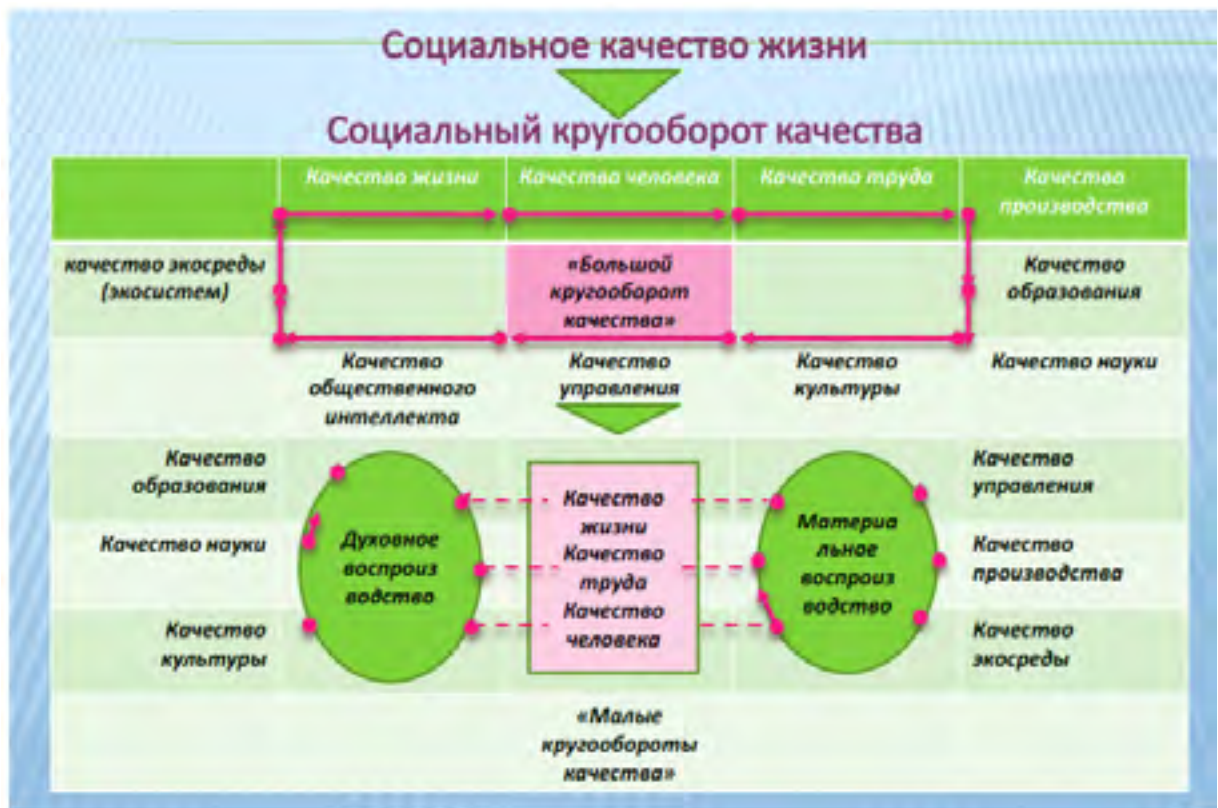 Социальное качество жизни
Социальный кругооборот качества
Качество жизни
Качество человека
Качество труда
Качество
производства
качество экосреды
(экосистем)
«Большой
кругооборот
качества»
Качество
образования
Качество
общественного
интеллекта
Качество
управления
Качество
культуры
Качество науки
Качество
образования
Качество науки
Качество
культуры
Духовное
воспроиз
водство
Качество
жизни
Качество
труда
Качество
человека
Материа
льное
воспроиз
водство
Качество
управления
Качество
производства
Качество
экосреды
«Малые
кругообороты
качества»